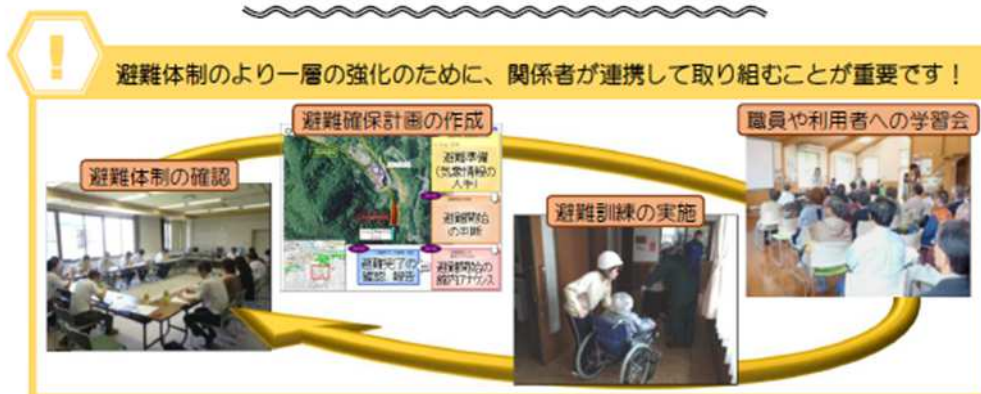 !
避難体制のより一層の強化のために、関係者が連携して取り組むことが重要です！
避難体制の確認
避難確保計画の作成
避難準備
(気象情報の
入手)
避難開始
の判断
避難完了の
確認、報告
避難開始の
館内アナウンス
避難訓練の実施
職員や利用者への学習会